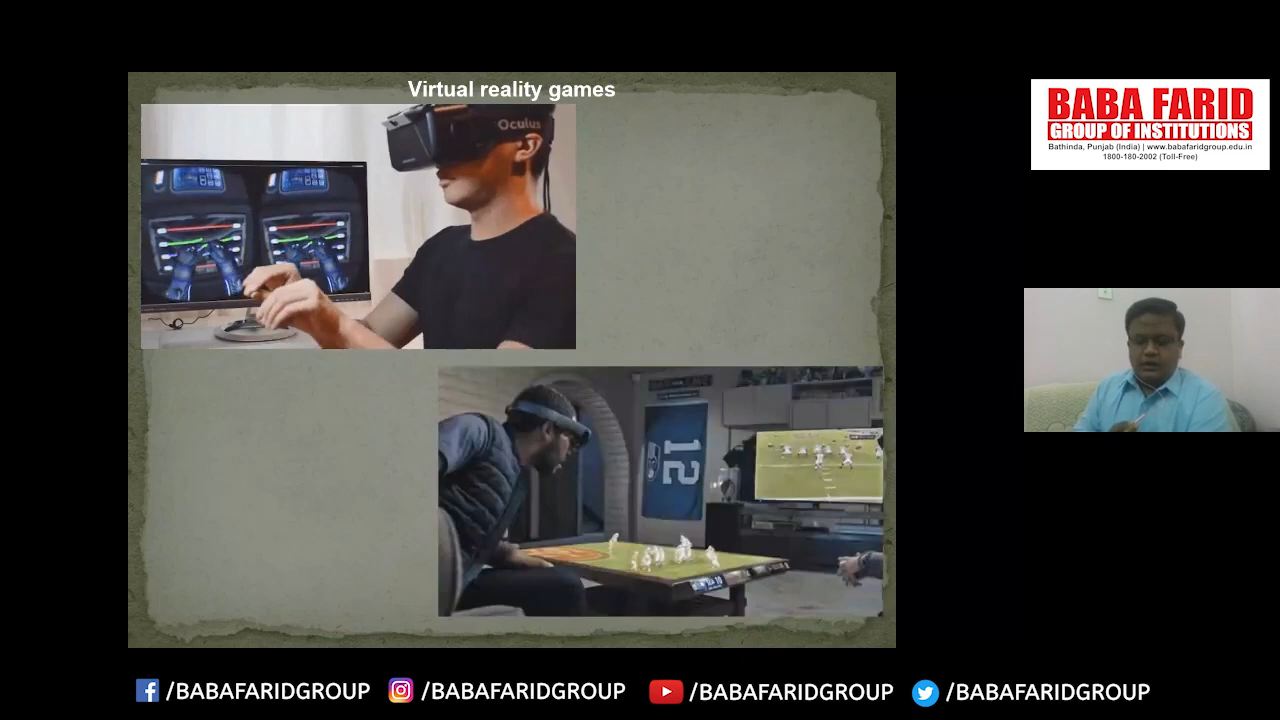 Virtual reality games
Oculus
12
BABA FARID
GROUP OF INSTITUTIONS
Bathinda, Punjab (India) | www.babafaridgroup.edu.in
1800-180-2002 (Toll-Free)
/BABAFARIDGROUP
/BABAFARIDGROUP
/BABAFARIDGROUP
/BABAFARIDGROUP